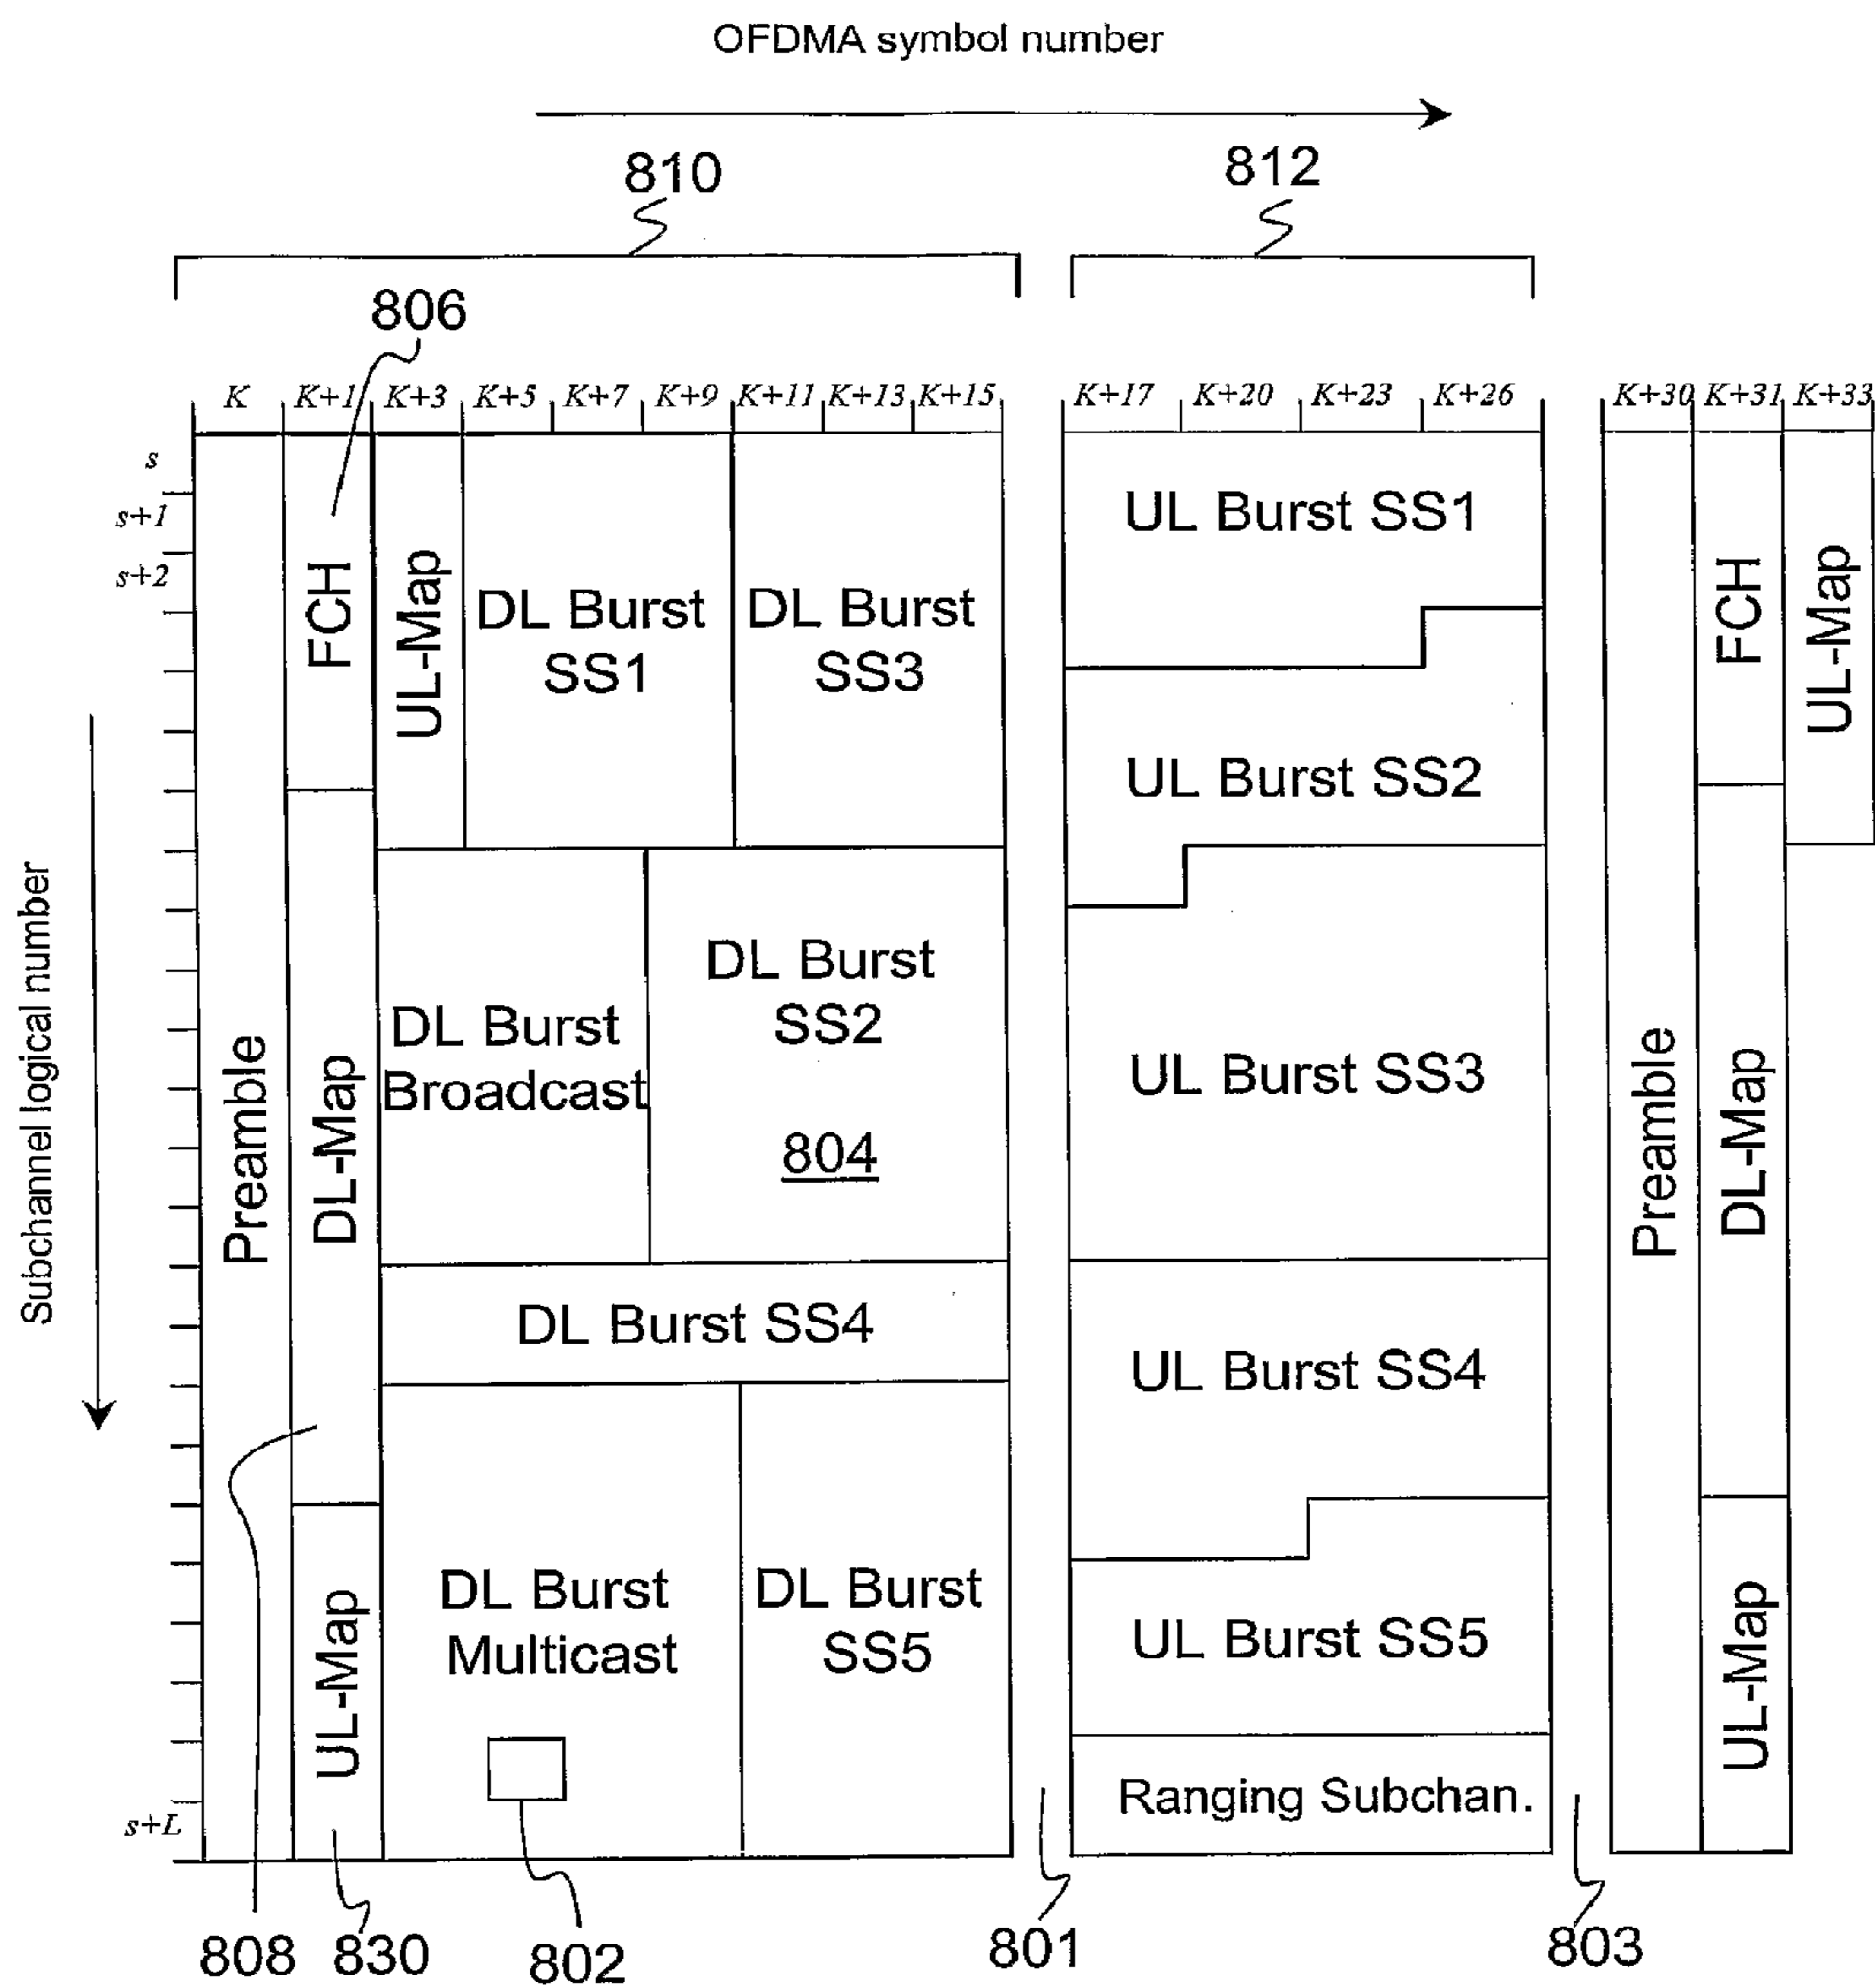 OFDMA symbol number
810
812
806
K K+1 K+3 K+5 K+7 K+9 K+11 K+13 K+15 K+17 K+20 K+23 K+26 K+30 K+31 K+33
s
s+1
s+2
s+L
Subchannel logical number
Preamble
FCH
DL-Map
UL-Map
UL-Map
DL Burst
SS1
DL Burst
SS3
DL Burst
Broadcast
DL Burst
SS2
804
DL Burst SS4
DL Burst
Multicast
DL Burst
SS5
UL Burst SS1
UL Burst SS2
UL Burst SS3
UL Burst SS4
UL Burst SS5
Ranging Subchan.
Preamble
FCH
DL-Map
UL-Map
UL-Map
808
830
802
801
803